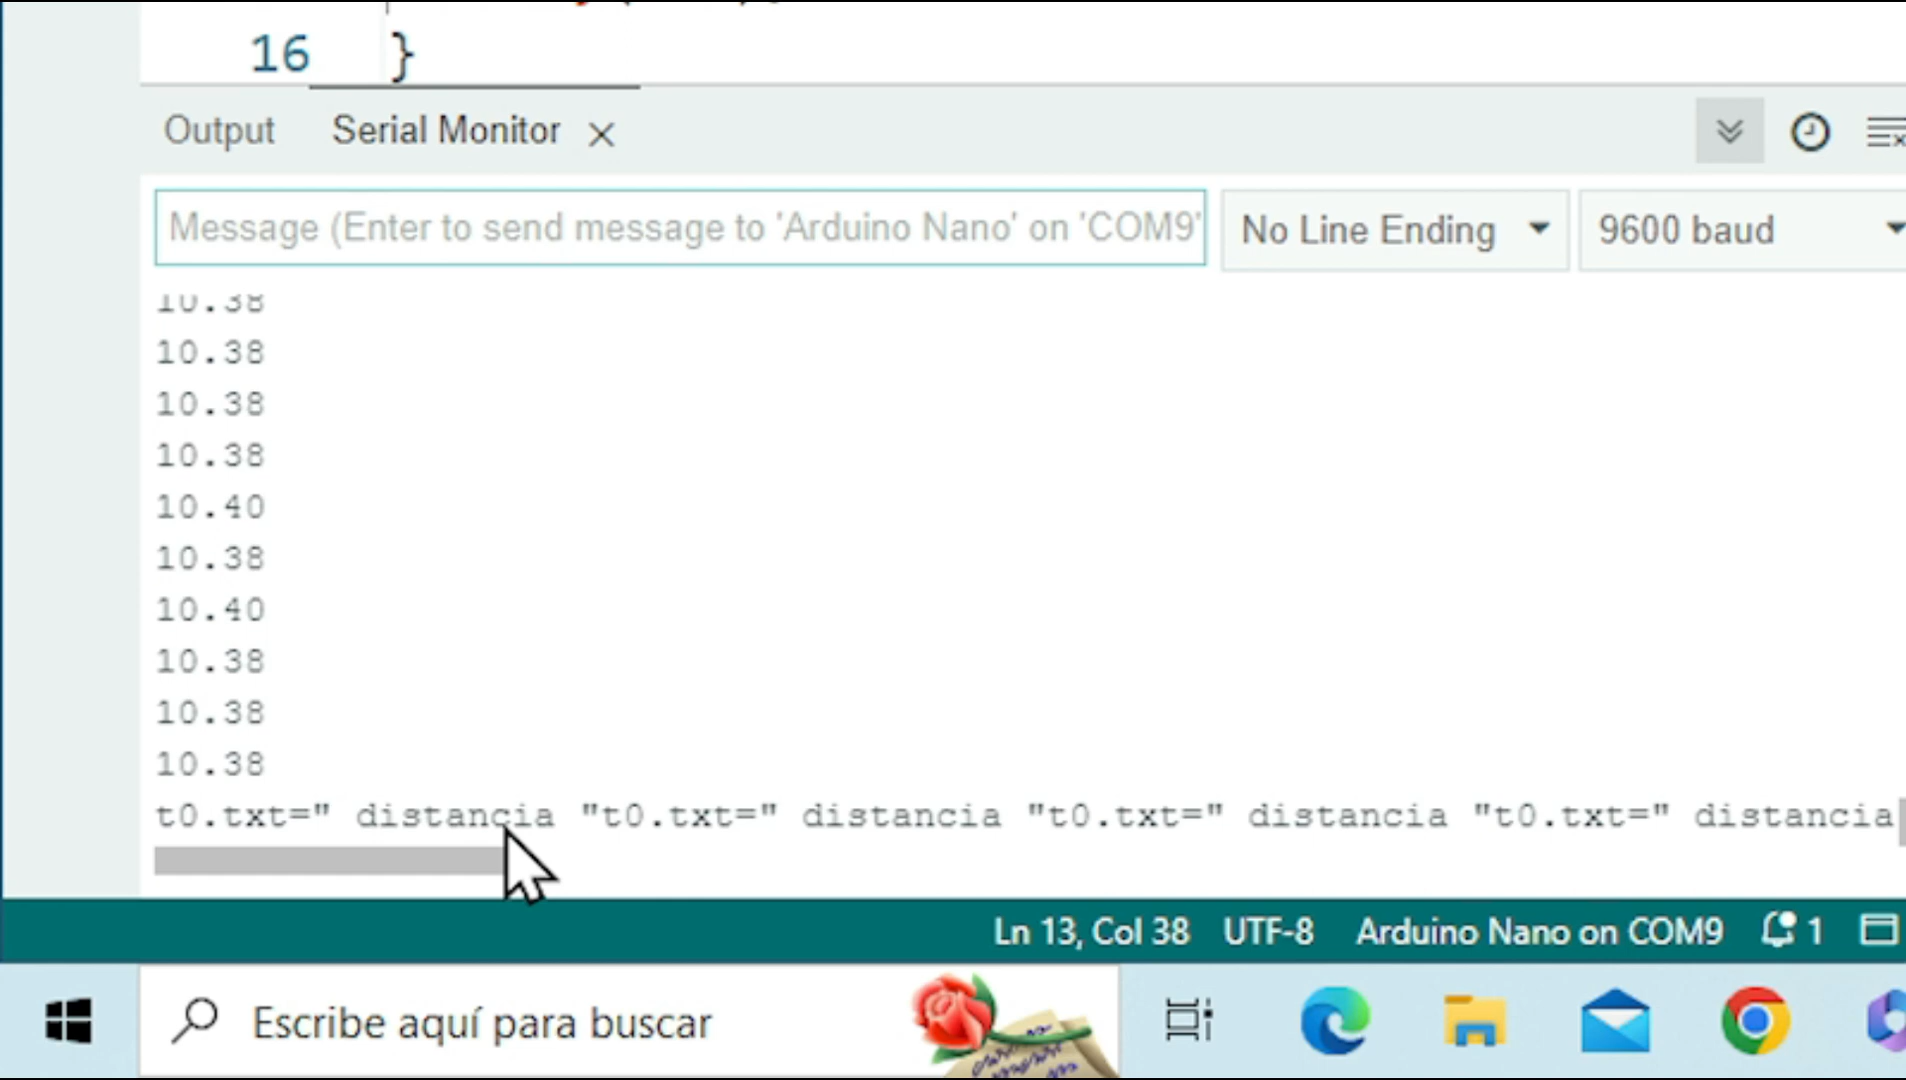 16 }
Output Serial Monitor
Message (Enter to send message to 'Arduino Nano' on 'COM9' No Line Ending 9600 baud
10.38
10.38
10.38
10.38
10.40
10.38
10.40
10.38
10.38
10.38
t0.txt=" distancia "t0.txt=" distancia "t0.txt=" distancia "t0.txt=" distancia
Ln 13, Col 38 UTF-8 Arduino Nano on COM9 1
Escribe aquí para buscar